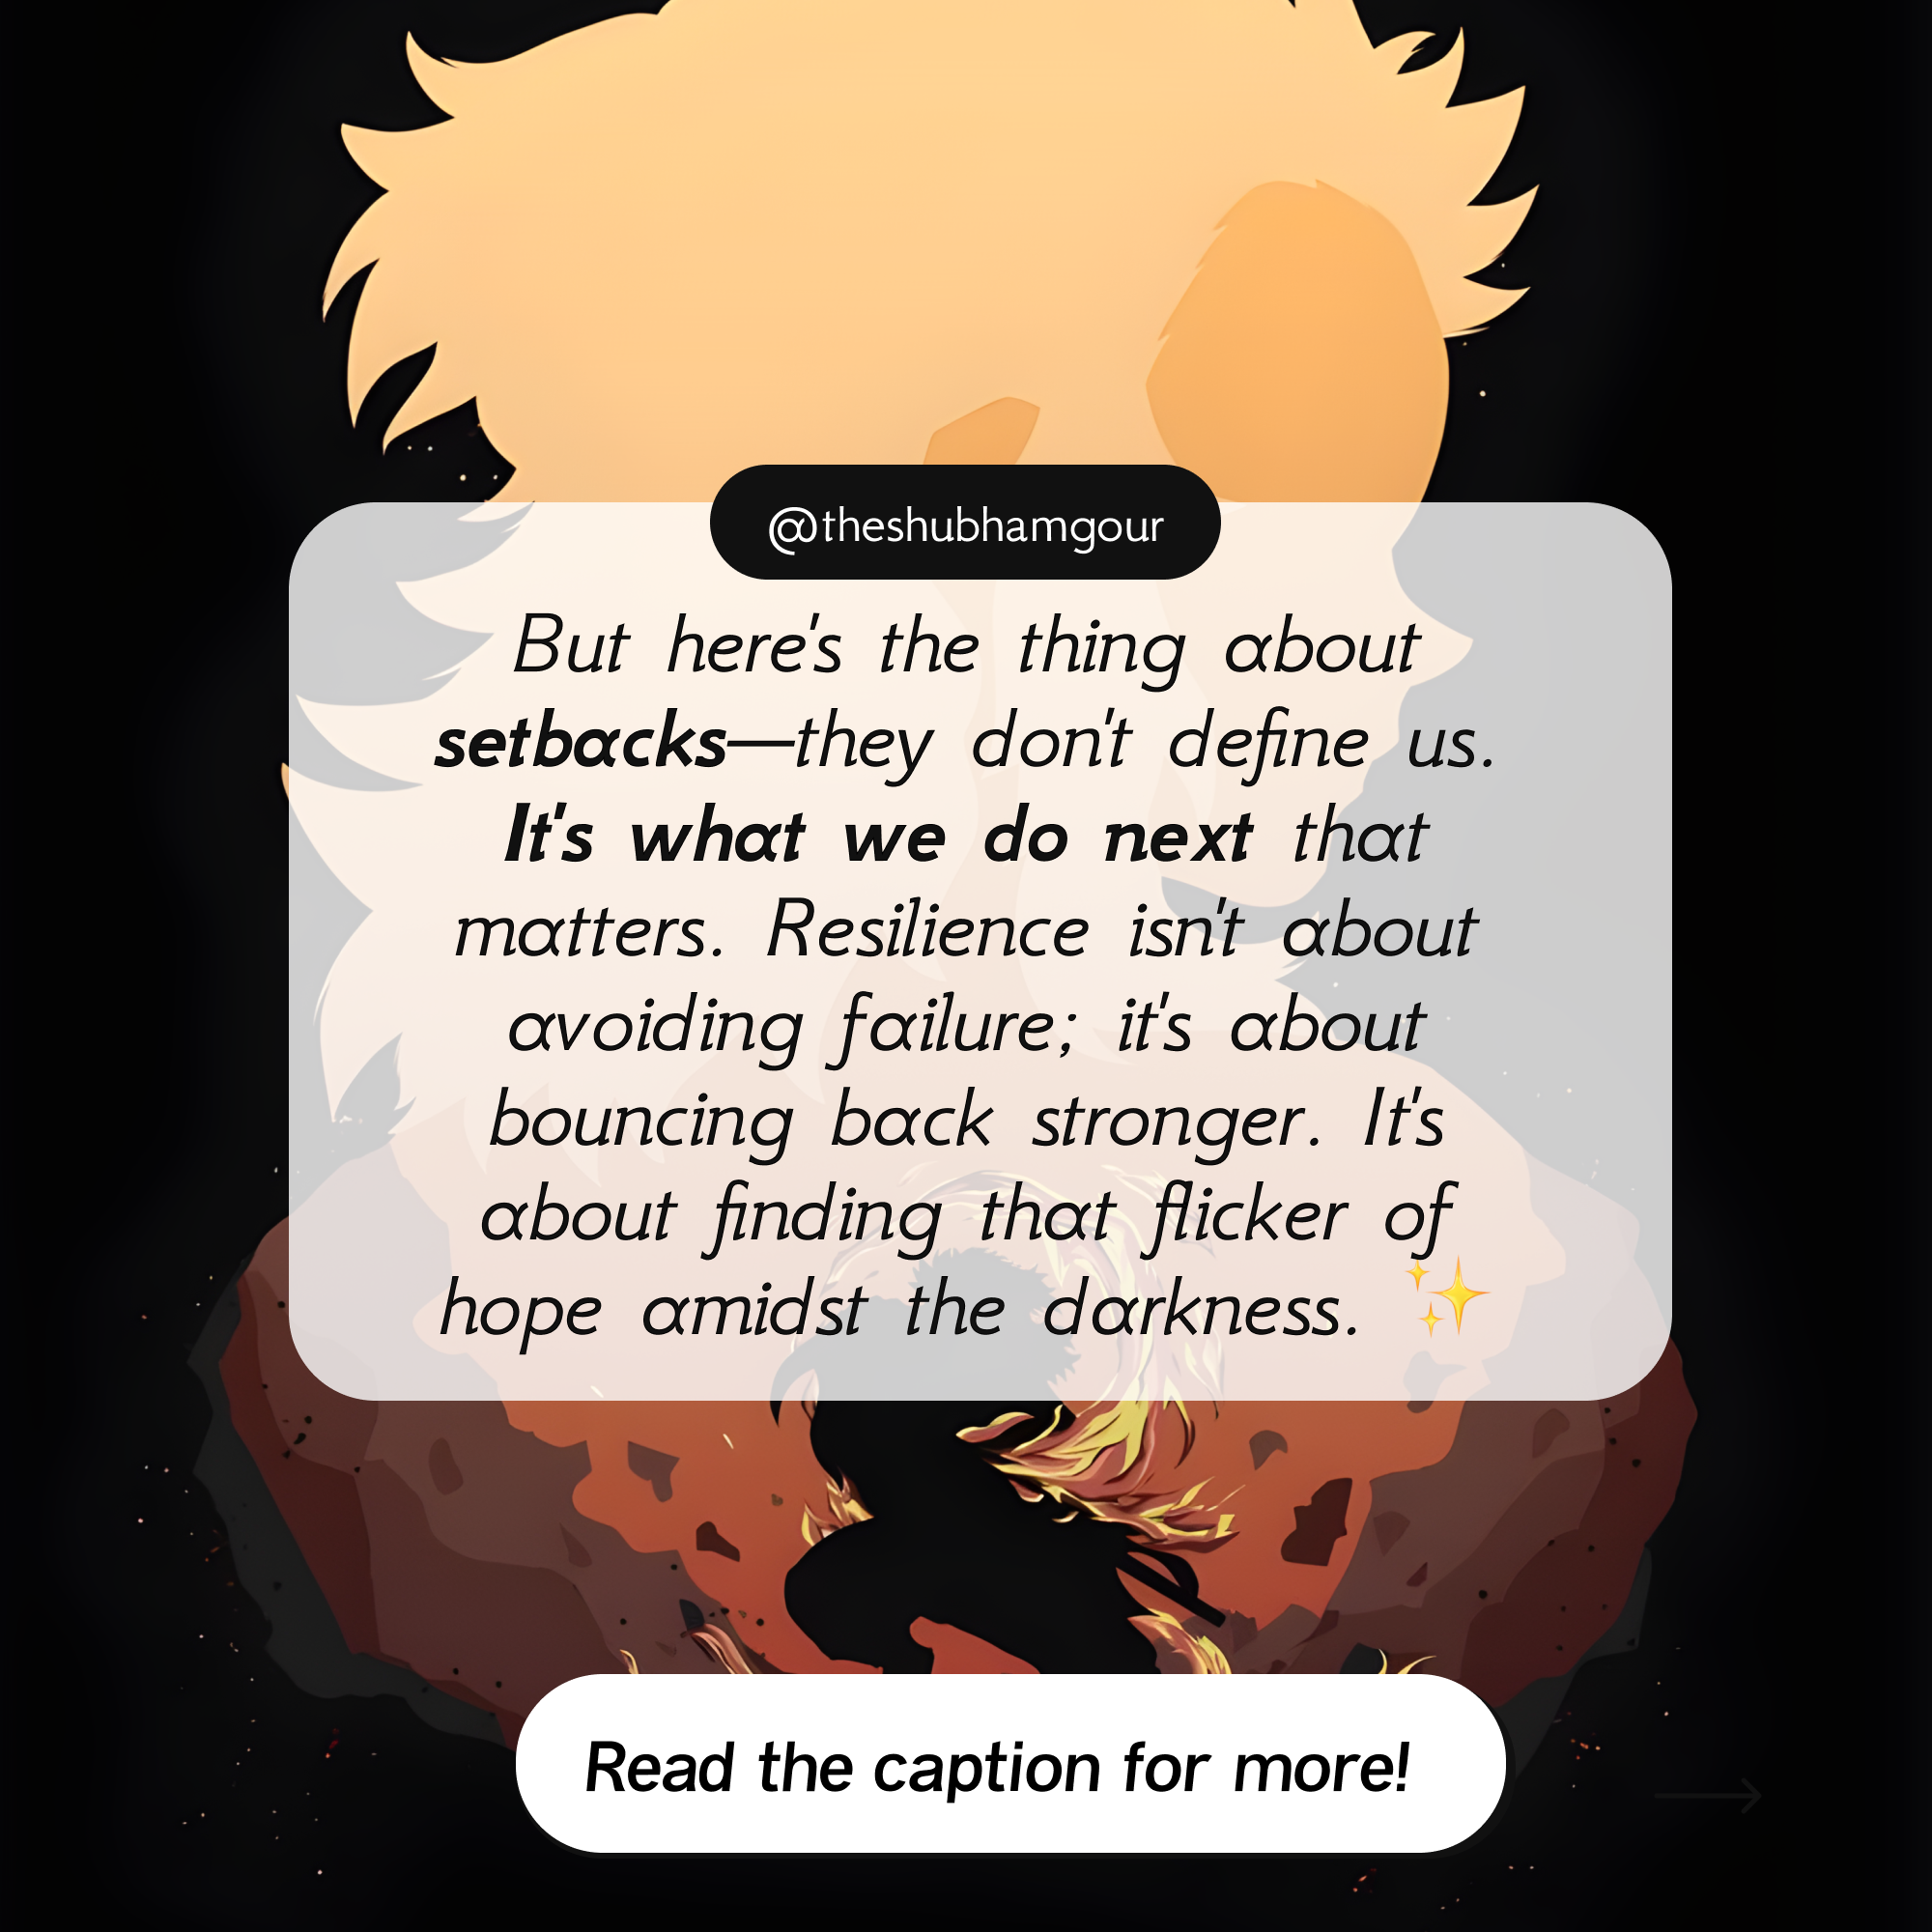 @theshubhamgour
But here's the thing about
setbacks—they don't define us.
It's what we do next that
matters. Resilience isn't about
avoiding failure; it's about
bouncing back stronger. It's
about finding that flicker of
hope amidst the darkness. ✨
Read the caption for more!